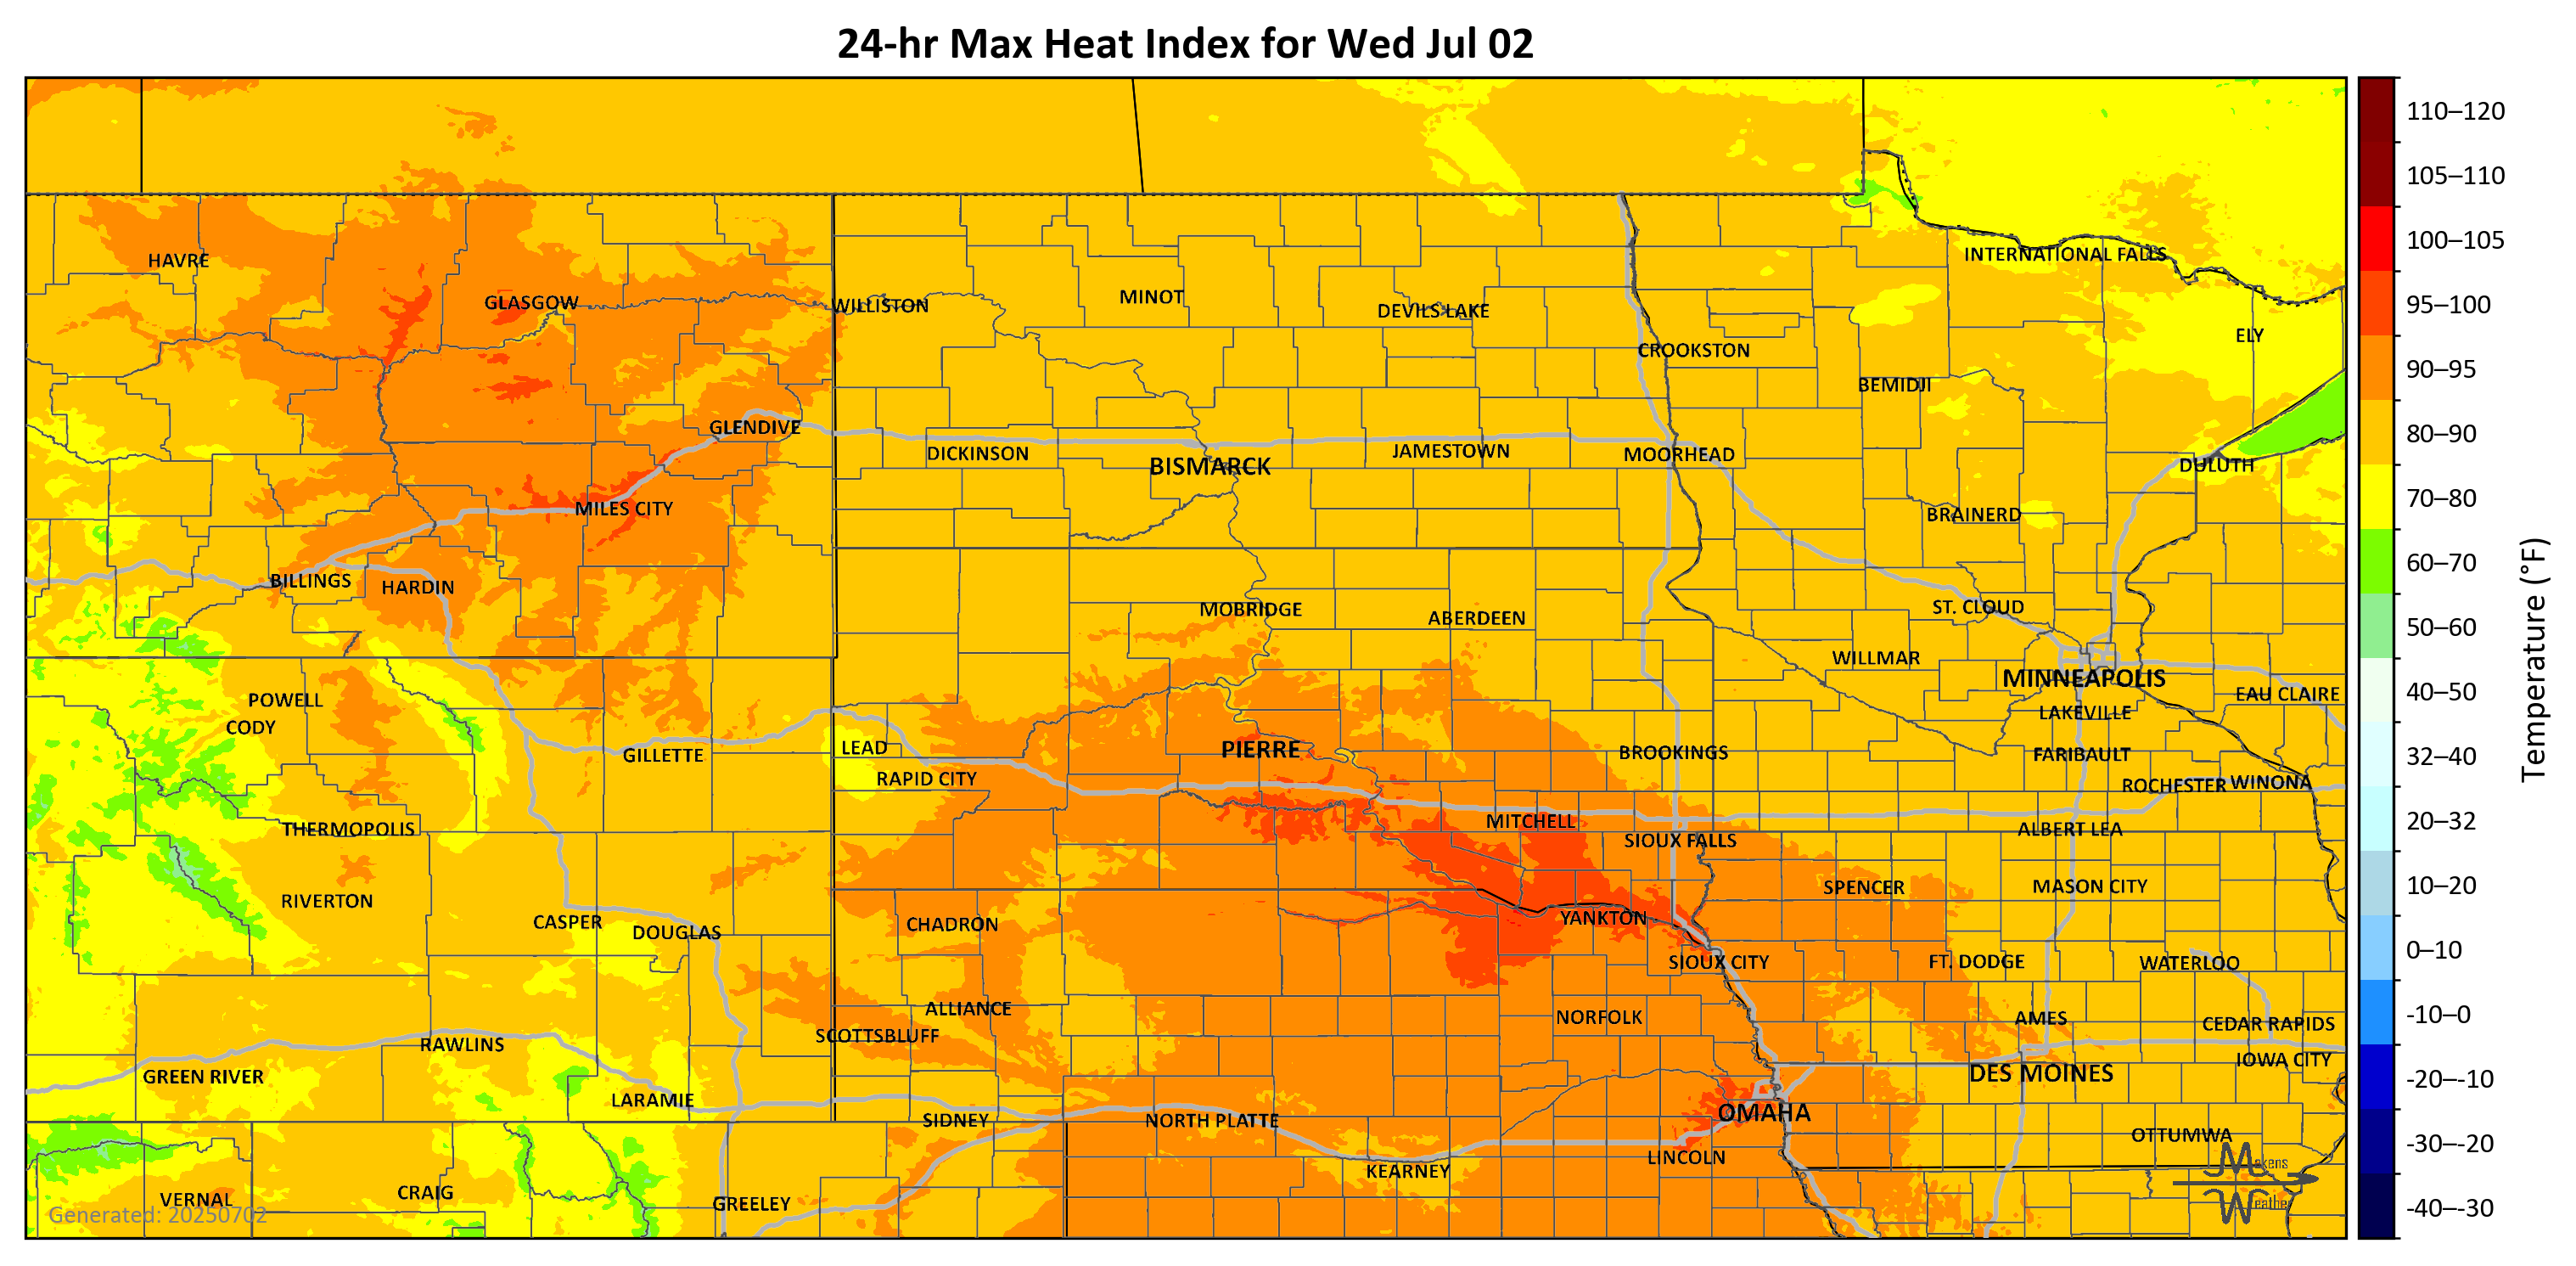 24-hr Max Heat Index for Wed Jul 02
110–120
105–110
HAVRE
INTERNATIONAL FALLS
100–105
GLASGOW
WILLISTON
MINOT
DEVILS LAKE
95–100
ELY
CROOKSTON
90–95
BEMIDJI
GLENDIVE
80–90
DICKINSON
BISMARCK
JAMESTOWN
MOORHEAD
DULUTH
70–80
MILES CITY
BRAINERD
60–70
BILLINGS
HARDIN
MOBRIDGE
ABERDEEN
ST. CLOUD
50–60
WILLMAR
MINNEAPOLIS
EAU CLAIRE
40–50
POWELL
LAKEVILLE
CODY
GILLETTE
LEAD
PIERRE
BROOKINGS
FARIBAULT
32–40
Temperature (°F)
RAPID CITY
ROCHESTER
WINONA
THERMOPOLIS
MITCHELL
SIOUX FALLS
ALBERT LEA
20–32
RIVERTON
SPENCER
MASON CITY
10–20
CASPER
DOUGLAS
CHADRON
YANKTON
SIOUX CITY
FT. DODGE
WATERLOO
0–10
ALLIANCE
SCOTTSBLUFF
NORFOLK
AMES
CEDAR RAPIDS
-10–0
RAWLINS
IOWA CITY
GREEN RIVER
DES MOINES
-20–-10
LARAMIE
SIDNEY
NORTH PLATTE
OMAHA
OTTUMWA
-30–-20
KEARNEY
LINCOLN
Makens
VERNAL
CRAIG
GREELEY
Weather
-40–-30
Generated: 20250702